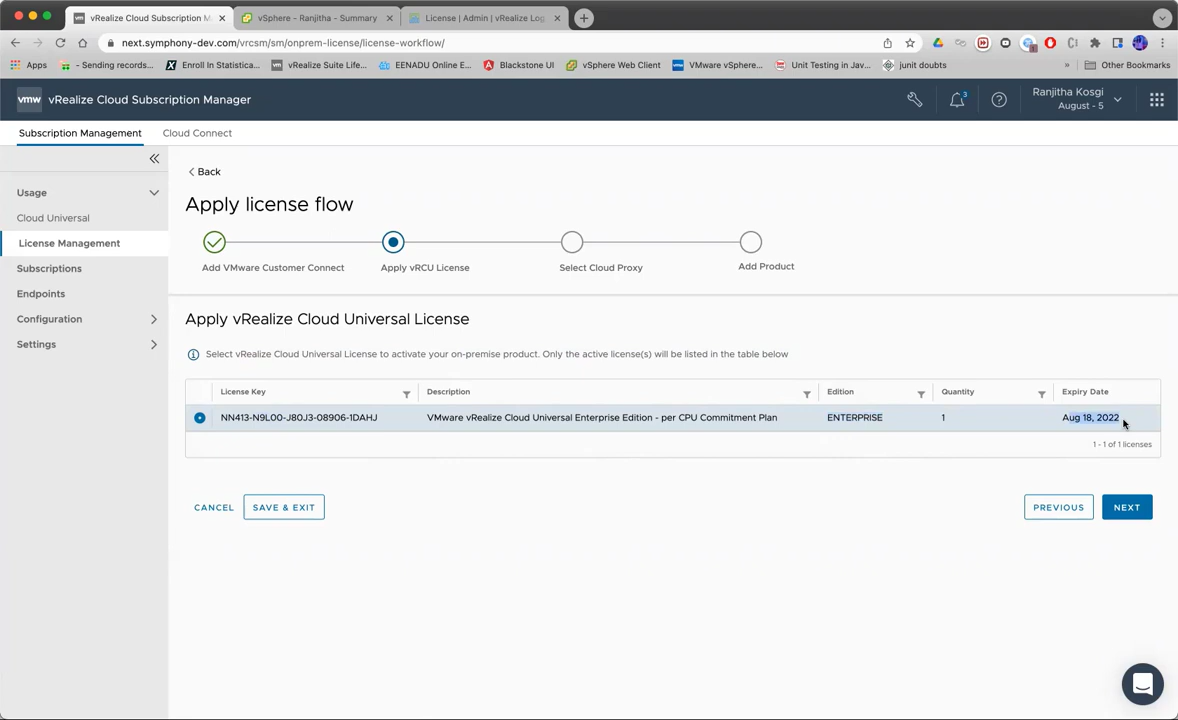 vRealize Cloud Subscription M
vSphere - Ranjitha - Summary
License | Admin | vRealize Log
next.symphony-dev.com/vrcsm/sm/onprem-license/license-workflow/
Apps
- Sending records...
Enroll In Statistica...
vRealize Suite Life...
EENADU Online E...
Blackstone UI
vSphere Web Client
VMware vSphere...
Unit Testing in Jav...
junit doubts
»
Other Bookmarks
vmw
vRealize Cloud Subscription Manager
3
Ranjitha Kosgi
August - 5
Subscription Management
Cloud Connect
Usage
Cloud Universal
License Management
Subscriptions
Endpoints
Configuration
Settings
Back
Apply license flow
Add VMware Customer Connect
Apply vRCU License
Select Cloud Proxy
Add Product
Apply vRealize Cloud Universal License
Select vRealize Cloud Universal License to activate your on-premise product. Only the active license(s) will be listed in the table below
License Key Description Edition Quantity Expiry Date
NN413-N9L00-J80J3-08906-1DAHJ VMware vRealize Cloud Universal Enterprise Edition - per CPU Commitment Plan ENTERPRISE 1 Aug 18, 2022
1 - 1 of 1 licenses
CANCEL
SAVE & EXIT
PREVIOUS
NEXT